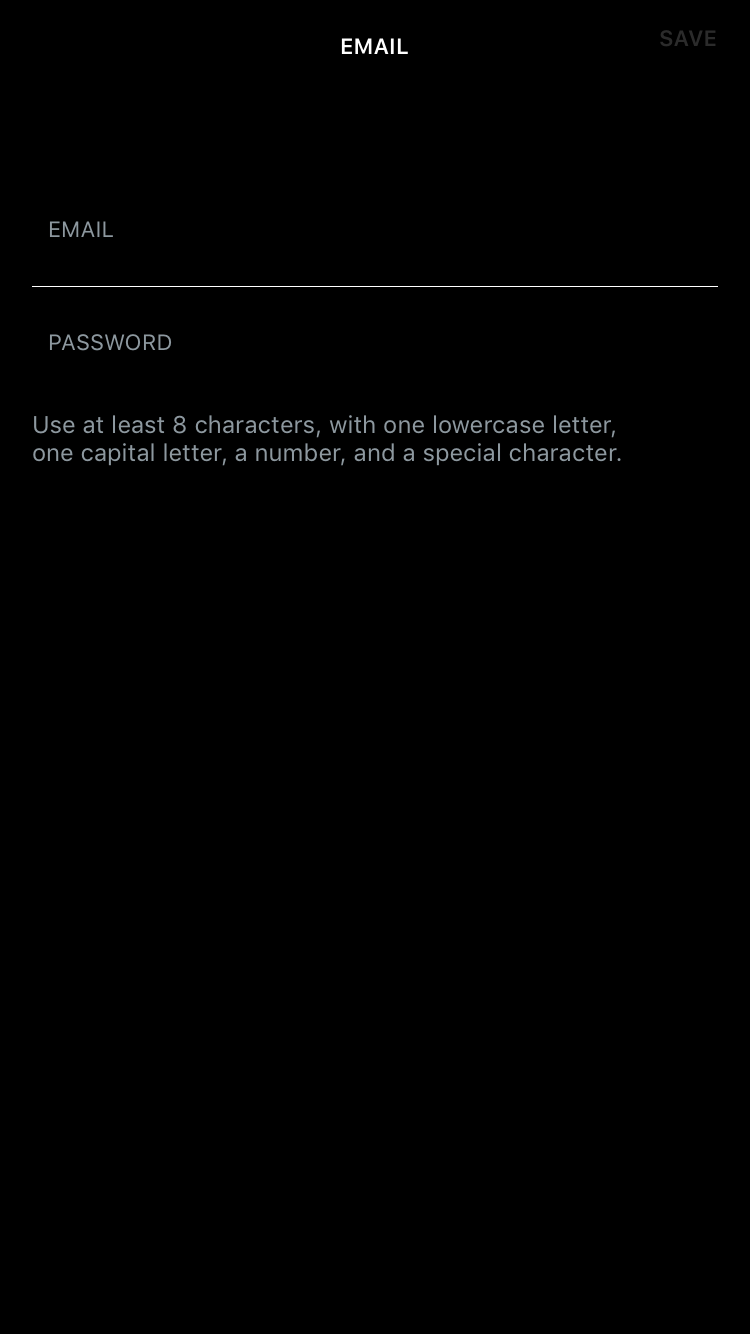 EMAIL
SAVE
EMAIL
PASSWORD
Use at least 8 characters, with one lowercase letter,
one capital letter, a number, and a special character.